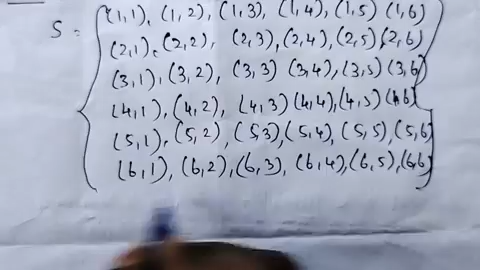 S = { (1,1), (1,2), (1,3), (1,4), (1,5) (1,6)
(2,1), (2,2), (2,3), (2,4), (2,5) (2,6)
(3,1), (3,2), (3,3) (3,4), (3,5) (3,6)
(4,1), (4,2), (4,3) (4,4), (4,5) (4,6)
(5,1), (5,2), (5,3), (5,4), (5,5), (5,6)
(6,1), (6,2), (6,3), (6,4), (6,5), (6,6) }